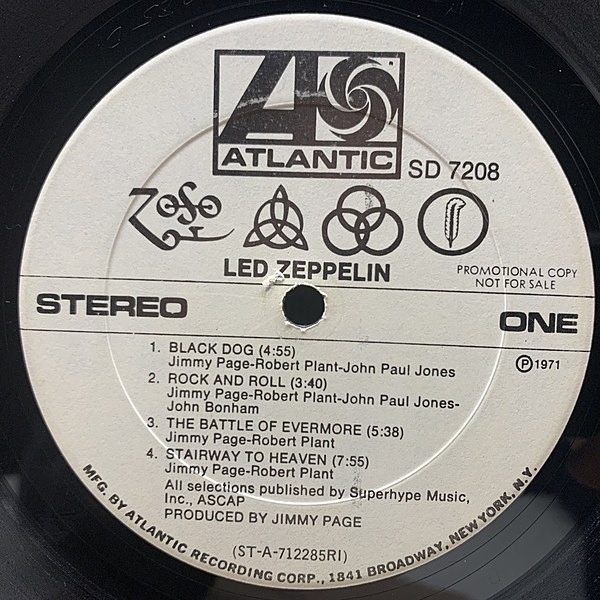 ATLANTIC
SD 7208
LED ZEPPELIN
PROMOTIONAL COPY
NOT FOR SALE
STEREO
ONE
1. BLACK DOG (4:55)
Jimmy Page-Robert Plant-John Paul Jones
℗ 1971
2. ROCK AND ROLL (3:40)
Jimmy Page-Robert Plant-John Paul Jones-
John Bonham
3. THE BATTLE OF EVERMORE (5:38)
Jimmy Page-Robert Plant
4. STAIRWAY TO HEAVEN (7:55)
Jimmy Page-Robert Plant
All selections published by Superhype Music,
Inc., ASCAP
PRODUCED BY JIMMY PAGE
(ST-A-712285RI)
MFG. BY ATLANTIC RECORDING CORP., 1841 BROADWAY, NEW YORK, N.Y.